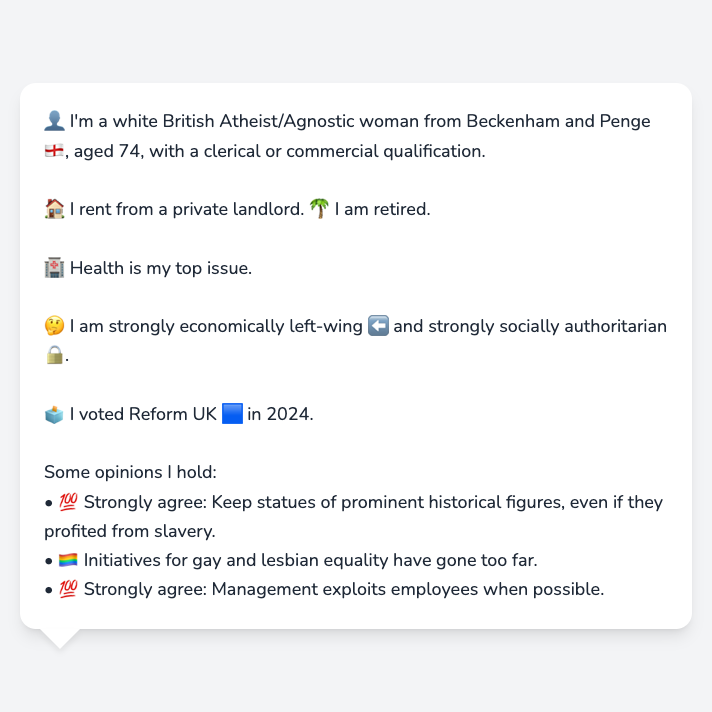 👤 I'm a white British Atheist/Agnostic woman from Beckenham and Penge
🏴󠁧󠁢󠁥󠁮󠁧󠁿, aged 74, with a clerical or commercial qualification.
🏠 I rent from a private landlord. 🌴 I am retired.
🏥 Health is my top issue.
🤔 I am strongly economically left-wing ⬅️ and strongly socially authoritarian
🔒.
🗳️ I voted Reform UK 🟦 in 2024.
Some opinions I hold:
• 💯 Strongly agree: Keep statues of prominent historical figures, even if they
profited from slavery.
• 🏳️‍🌈 Initiatives for gay and lesbian equality have gone too far.
• 💯 Strongly agree: Management exploits employees when possible.